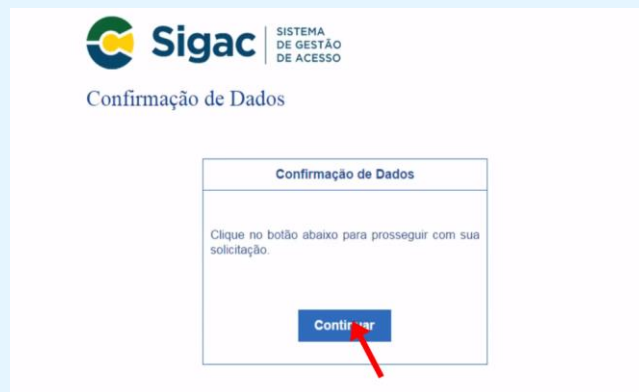 Sigac
SISTEMA
DE GESTÃO
DE ACESSO
Confirmação de Dados
Confirmação de Dados
Clique no botão abaixo para prosseguir com sua
solicitação.
Continuar